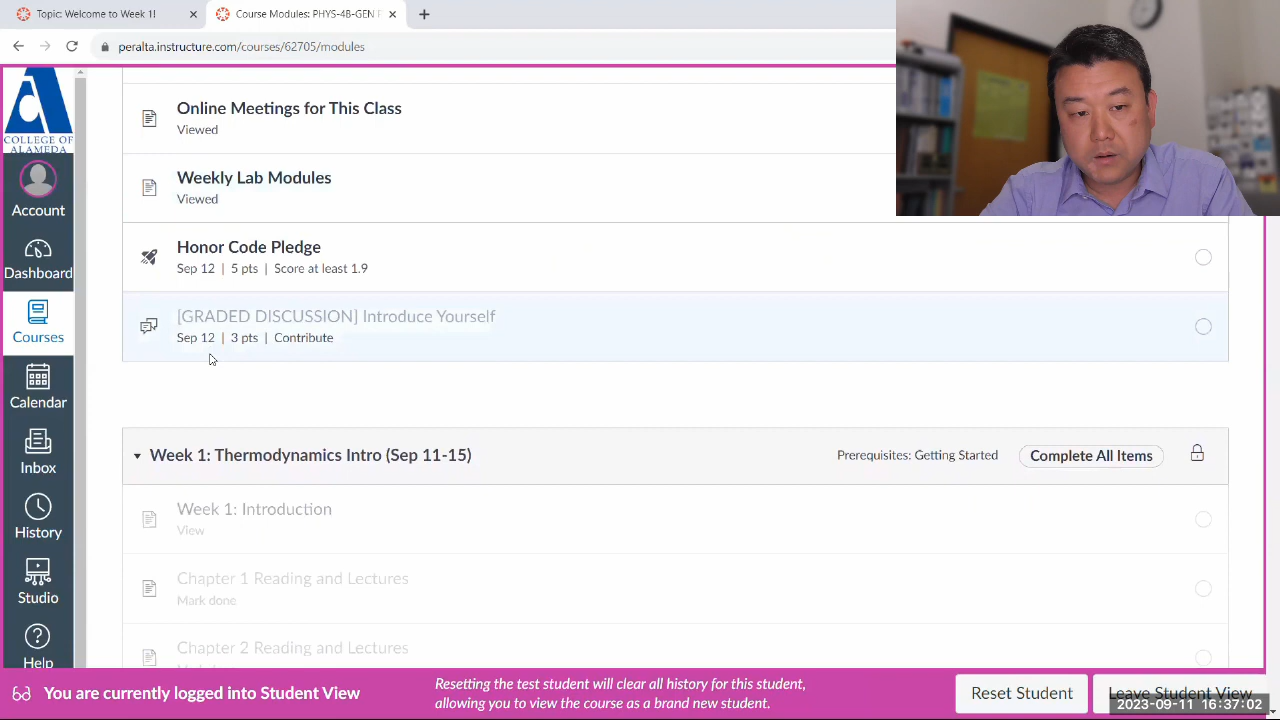 Topic: Welcome to Week 1!
Course Modules: PHYS-4B-GEN
peralta.instructure.com/courses/62705/modules
COLLEGE OF
ALAMEDA
Account
Dashboard
Courses
Calendar
Inbox
History
Studio
Help
Online Meetings for This Class
Viewed
Weekly Lab Modules
Viewed
Honor Code Pledge
Sep 12 | 5 pts | Score at least 1.9
[GRADED DISCUSSION] Introduce Yourself
Sep 12 | 3 pts | Contribute
Week 1: Thermodynamics Intro (Sep 11-15)
Prerequisites: Getting Started
Complete All Items
Week 1: Introduction
View
Chapter 1 Reading and Lectures
Mark done
Chapter 2 Reading and Lectures
You are currently logged into Student View
Resetting the test student will clear all history for this student,
allowing you to view the course as a brand new student.
Reset Student
Leave Student View
2023-09-11 16:37:02